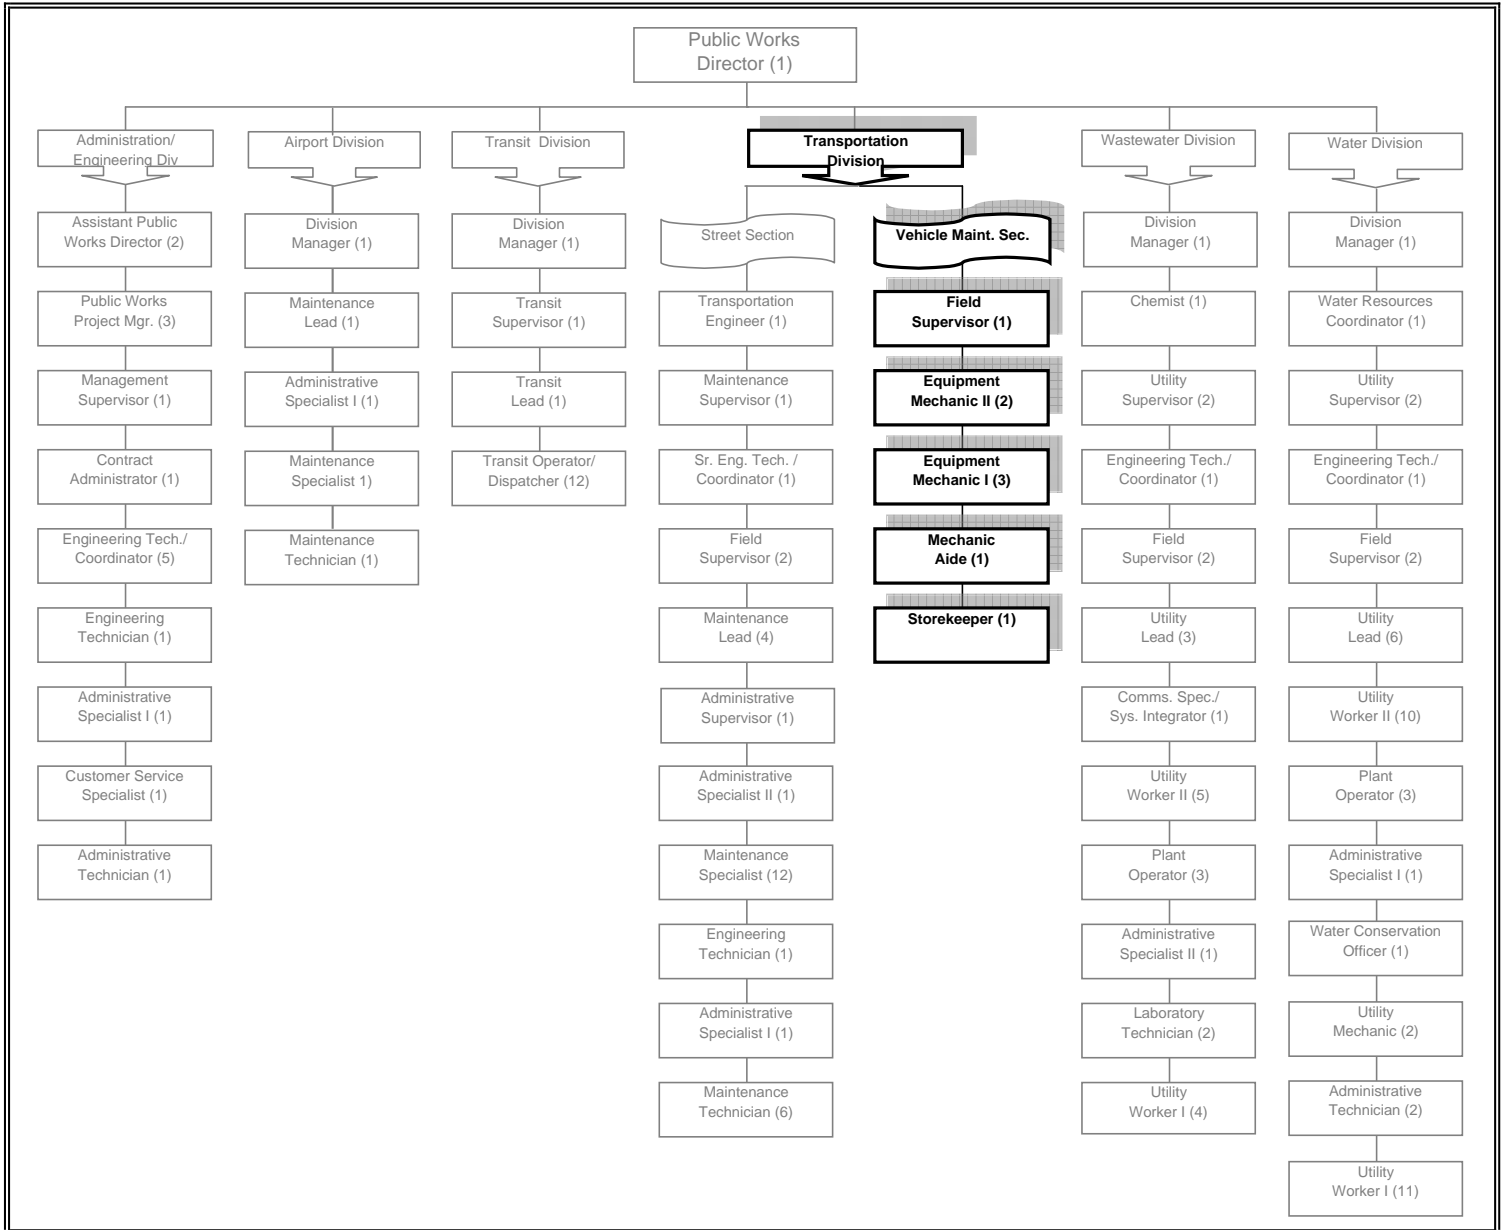 Public Works
Director (1)
Administration/
Engineering Div
Airport Division
Transit Division
Transportation
Division
Wastewater Division
Water Division
Assistant Public
Works Director (2)
Public Works
Project Mgr. (3)
Management
Supervisor (1)
Contract
Administrator (1)
Engineering Tech./
Coordinator (5)
Engineering
Technician (1)
Administrative
Specialist I (1)
Customer Service
Specialist (1)
Administrative
Technician (1)
Division
Manager (1)
Maintenance
Lead (1)
Administrative
Specialist I (1)
Maintenance
Specialist 1)
Maintenance
Technician (1)
Division
Manager (1)
Transit
Supervisor (1)
Transit
Lead (1)
Transit Operator/
Dispatcher (12)
Street Section
Transportation
Engineer (1)
Maintenance
Supervisor (1)
Sr. Eng. Tech. /
Coordinator (1)
Field
Supervisor (2)
Maintenance
Lead (4)
Administrative
Supervisor (1)
Administrative
Specialist II (1)
Maintenance
Specialist (12)
Engineering
Technician (1)
Administrative
Specialist I (1)
Maintenance
Technician (6)
Vehicle Maint. Sec.
Field
Supervisor (1)
Equipment
Mechanic II (2)
Equipment
Mechanic I (3)
Mechanic
Aide (1)
Storekeeper (1)
Division
Manager (1)
Chemist (1)
Utility
Supervisor (2)
Engineering Tech./
Coordinator (1)
Field
Supervisor (2)
Utility
Lead (3)
Comms. Spec./
Sys. Integrator (1)
Utility
Worker II (5)
Plant
Operator (3)
Administrative
Specialist II (1)
Laboratory
Technician (2)
Utility
Worker I (4)
Division
Manager (1)
Water Resources
Coordinator (1)
Utility
Supervisor (2)
Engineering Tech./
Coordinator (1)
Field
Supervisor (2)
Utility
Lead (6)
Utility
Worker II (10)
Plant
Operator (3)
Administrative
Specialist I (1)
Water Conservation
Officer (1)
Utility
Mechanic (2)
Administrative
Technician (2)
Utility
Worker I (11)